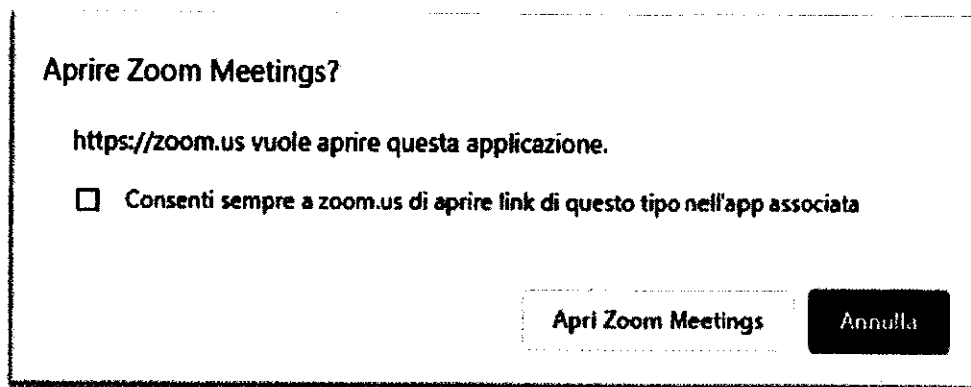 Aprire Zoom Meetings?
https://zoom.us vuole aprire questa applicazione.
Consenti sempre a zoom.us di aprire link di questo tipo nell'app associata
Apri Zoom Meetings
Annulla